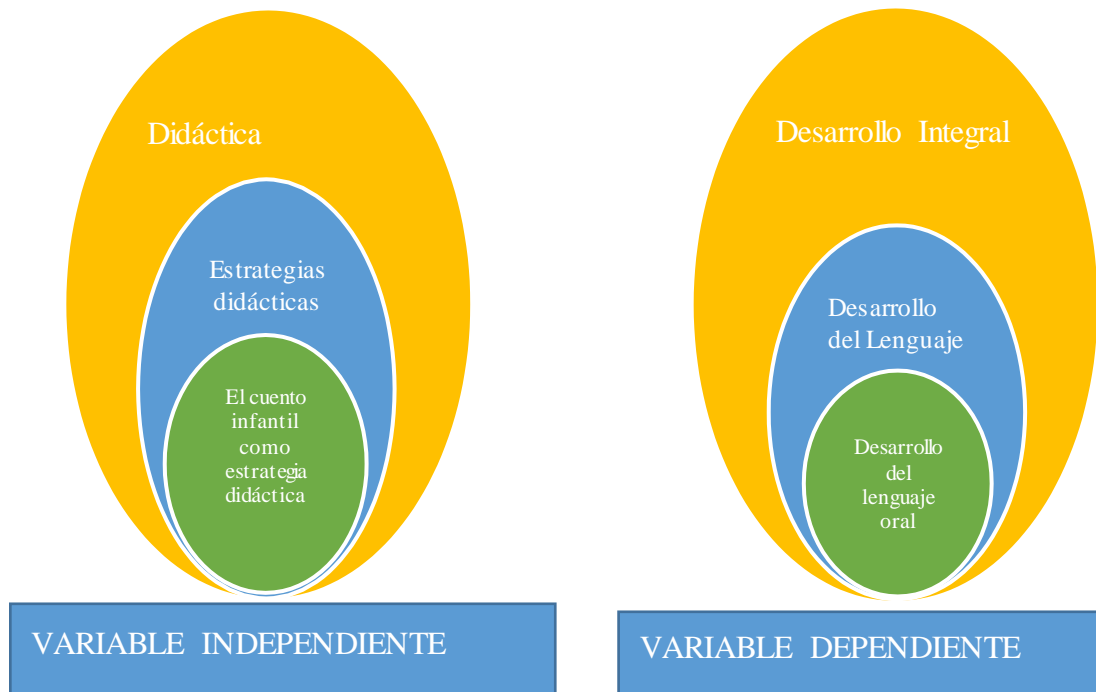 Didáctica
Estrategias
didácticas
El cuento
infantil
como
estrategia
didáctica
VARIABLE INDEPENDIENTE
Desarrollo Integral
Desarrollo
del Lenguaje
Desarrollo
del
lenguaje
oral
VARIABLE DEPENDIENTE